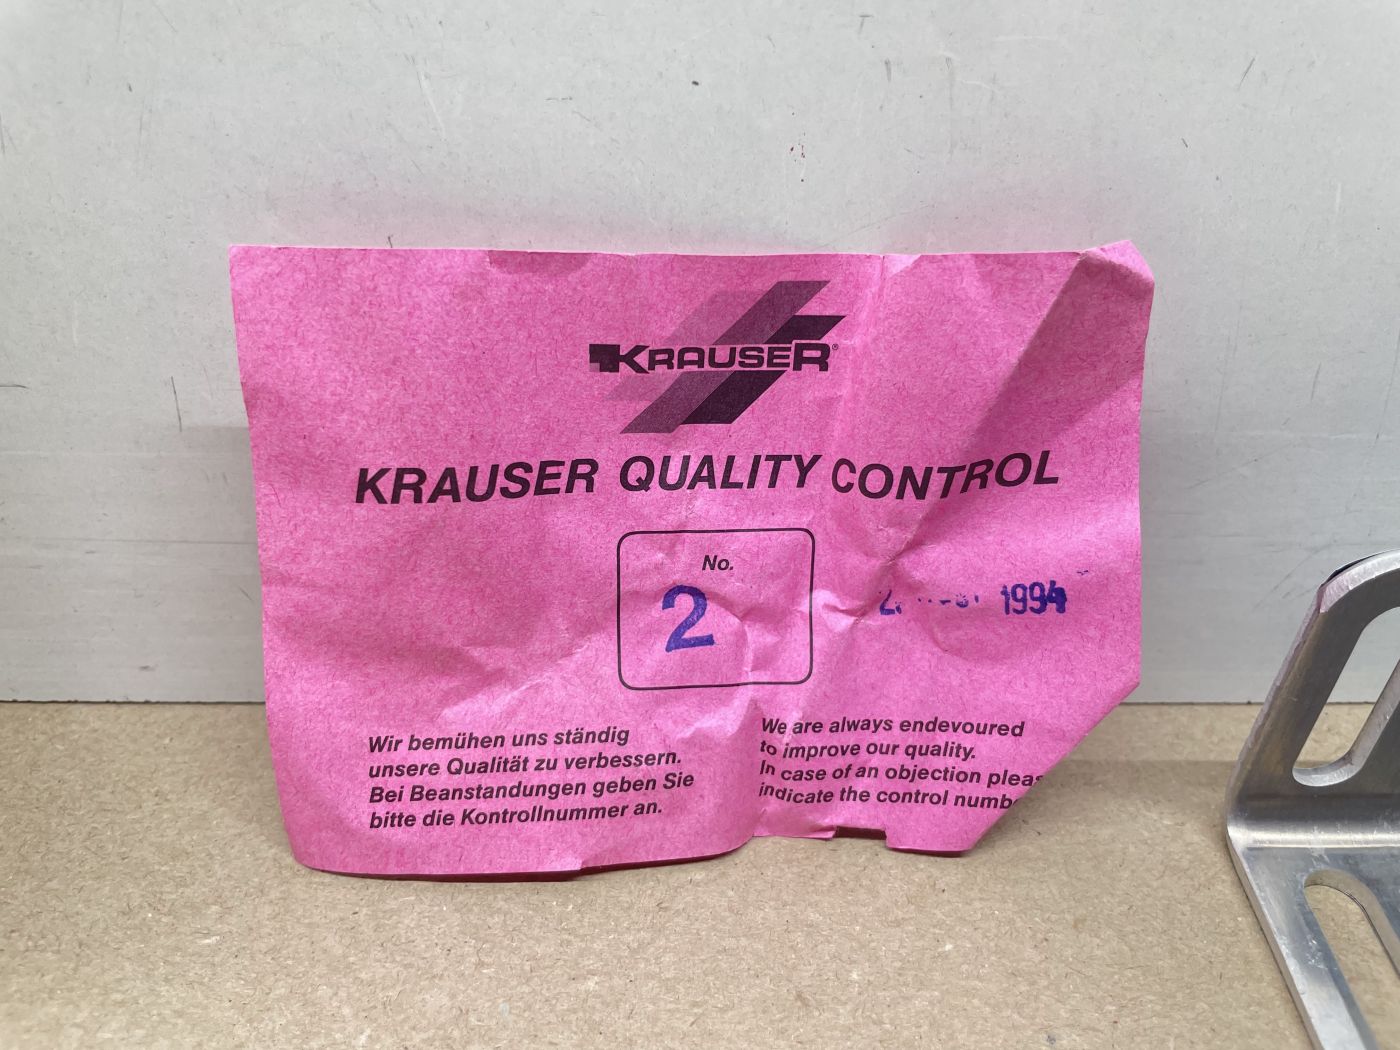 KRAUSER®
KRAUSER QUALITY CONTROL
No.
2
1994
Wir bemühen uns ständig
unsere Qualität zu verbessern.
Bei Beanstandungen geben Sie
bitte die Kontrollnummer an.
We are always endevoured
to improve our quality.
In case of an objection pleas
indicate the control numb